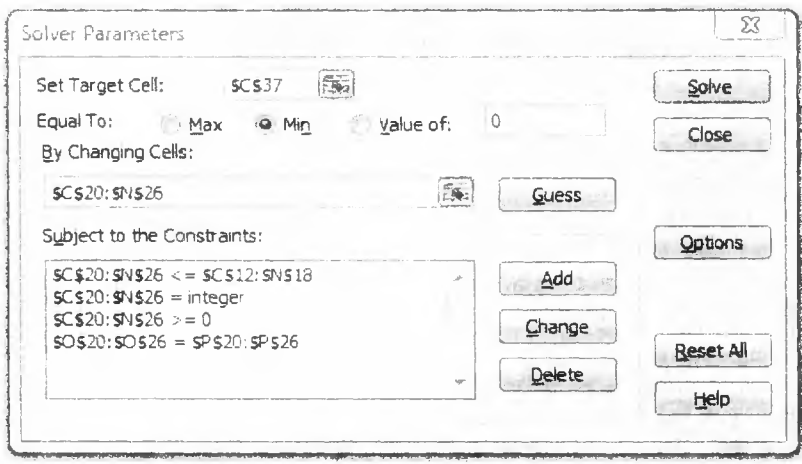 Solver Parameters
Set Target Cell: $C$37
Solve
Equal To: Max Min Value of: 0
Close
By Changing Cells:
$C$20:$N$26
Guess
Subject to the Constraints:
Options
$C$20:$N$26 <= $C$12:$N$18
$C$20:$N$26 = integer
$C$20:$N$26 >= 0
$O$20:$O$26 = $P$20:$P$26
Add
Change
Reset All
Delete
Help